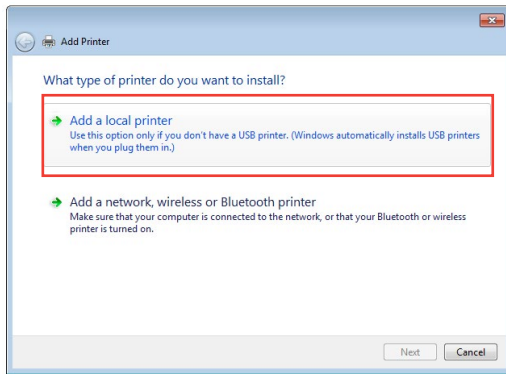 Add Printer
What type of printer do you want to install?
Add a local printer
Use this option only if you don't have a USB printer. (Windows automatically installs USB printers
when you plug them in.)
Add a network, wireless or Bluetooth printer
Make sure that your computer is connected to the network, or that your Bluetooth or wireless
printer is turned on.
Next Cancel